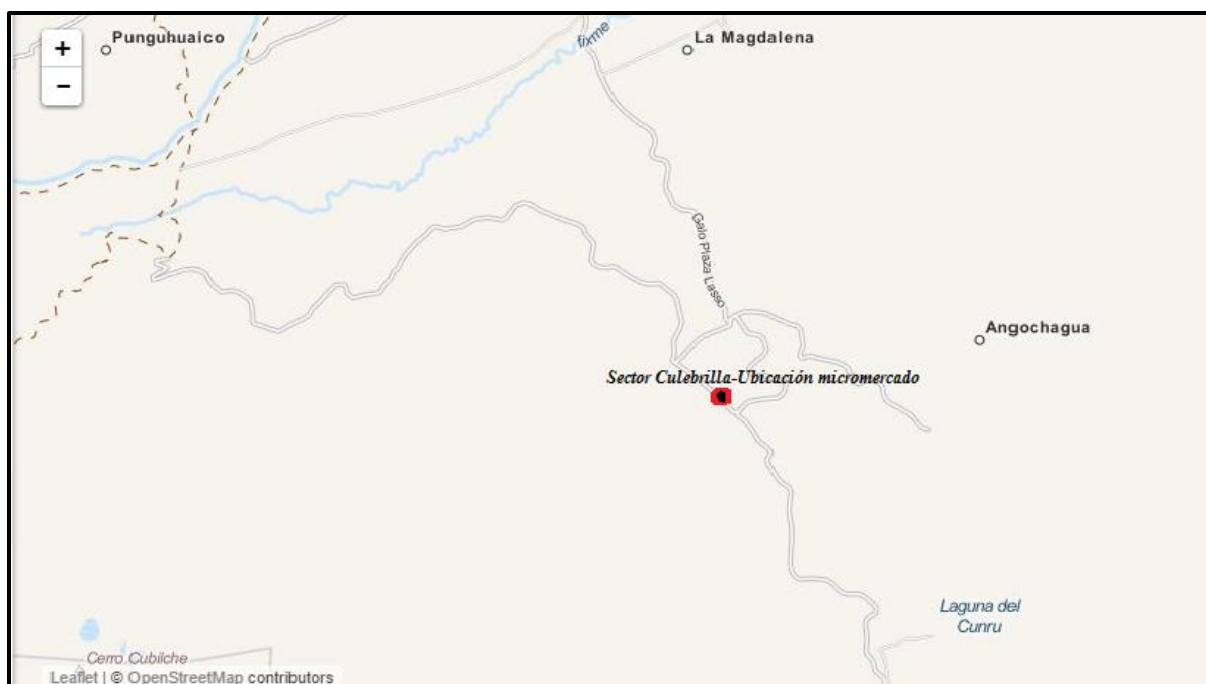 +
Punguhuaico
fixme
La Magdalena
−
Galo Plaza Lasso
Angochagua
Sector Culebrilla-Ubicación micromercado
Laguna del
Cunru
Cerro Cubilche
Leaflet | © OpenStreetMap contributors